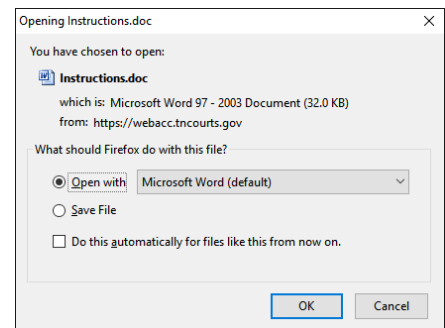 Opening Instructions.doc
You have chosen to open:
Instructions.doc
which is: Microsoft Word 97 - 2003 Document (32.0 KB)
from: https://webacc.tncourts.gov
What should Firefox do with this file?
Open with Microsoft Word (default)
Save File
Do this automatically for files like this from now on.
OK Cancel